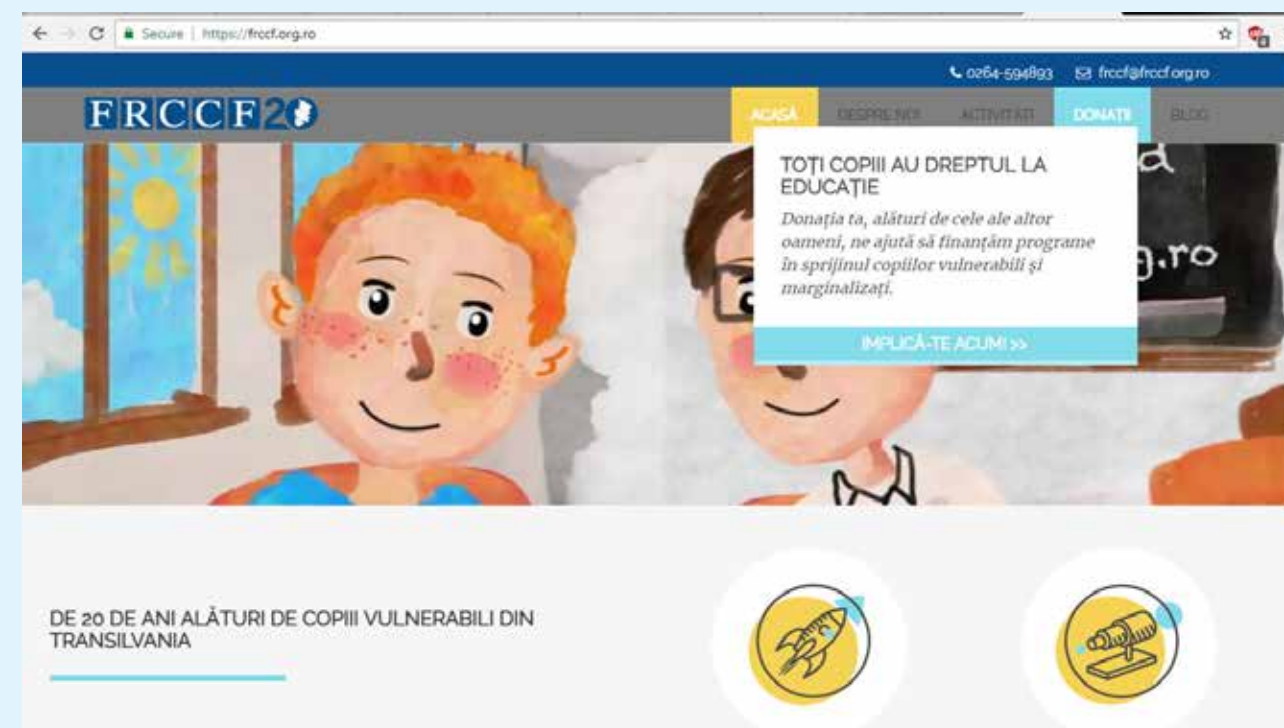 Secure | https://frccf.org.ro
0264-594893 frccf@frccf.org.ro
FRCCF20
ACASĂ DESPRE NOI ACTIVITĂȚI DONAȚII BLOG
TOȚI COPIII AU DREPTUL LA
EDUCAȚIE
Donația ta, alături de cele ale altor
oameni, ne ajută să finanțăm programe
în sprijinul copiilor vulnerabili și
marginalizați.
IMPLICĂ-TE ACUM! >>
.ro
DE 20 DE ANI ALĂTURI DE COPIII VULNERABILI DIN
TRANSILVANIA